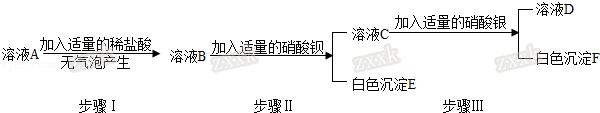 溶液A
加入适量的稀盐酸
无气泡产生
溶液B
加入适量的硝酸钡
溶液C
白色沉淀E
加入适量的硝酸银
溶液D
白色沉淀F
步骤Ⅰ
步骤Ⅱ
步骤Ⅲ